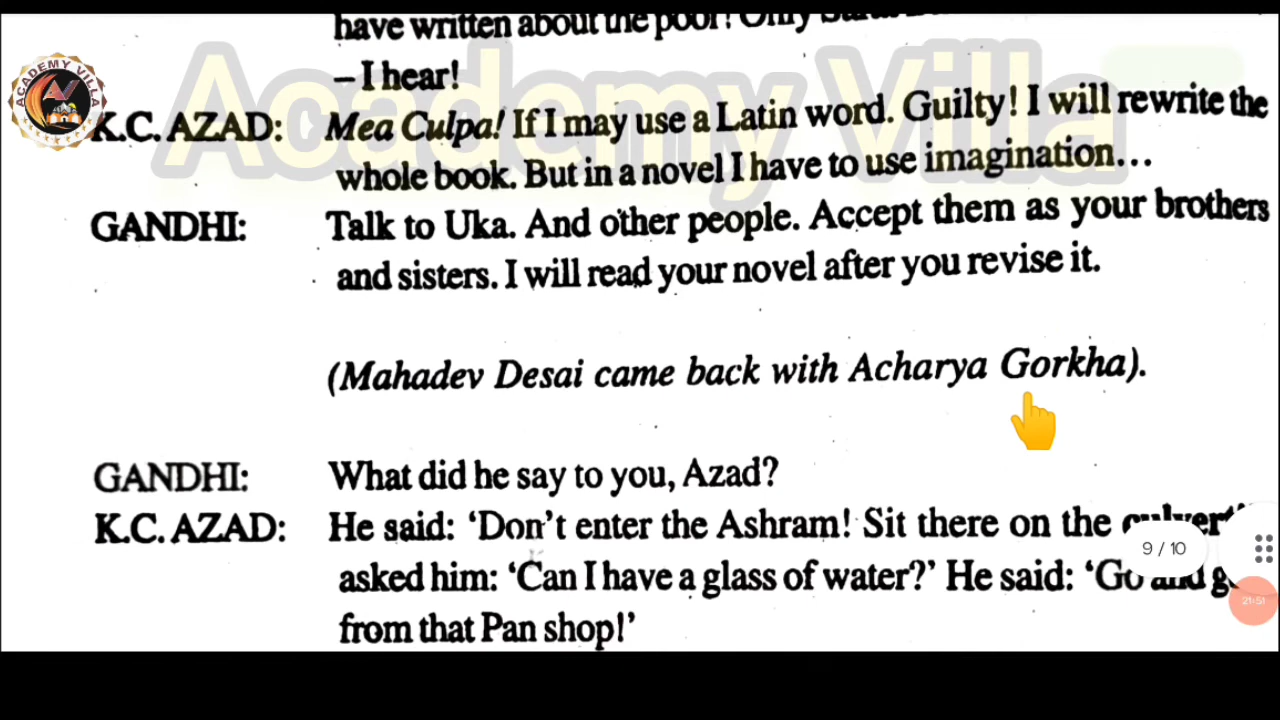 have written about the poor! Only
– I hear!
K.C. AZAD: Mea Culpa! If I may use a Latin word. Guilty! I will rewrite the
whole book. But in a novel I have to use imagination...
GANDHI: Talk to Uka. And other people. Accept them as your brothers
and sisters. I will read your novel after you revise it.
(Mahadev Desai came back with Acharya Gorkha).
GANDHI: What did he say to you, Azad?
K.C. AZAD: He said: 'Don't enter the Ashram! Sit there on the
asked him: 'Can I have a glass of water?' He said: 'Go and
from that Pan shop!'
ACADEMY VILLA
AV
Academy Villa
9 / 10
21:51